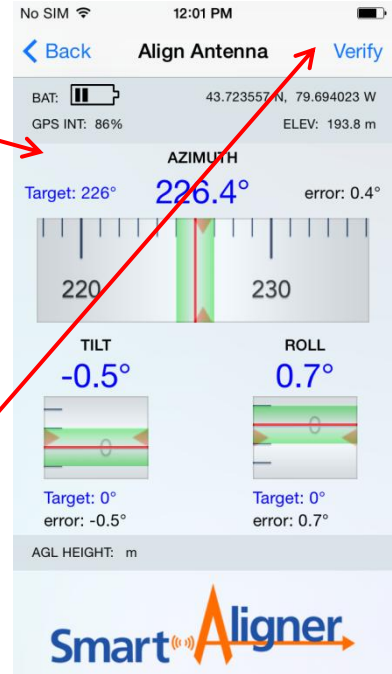 No SIM 12:01 PM
Back Align Antenna Verify
BAT: 43.723557 N, 79.694023 W
GPS INT: 86% ELEV: 193.8 m
AZIMUTH
Target: 226° 226.4° error: 0.4°
220 230
TILT ROLL
-0.5° 0.7°
0 0
Target: 0° Target: 0°
error: -0.5° error: 0.7°
AGL HEIGHT: m
Smart Aligner